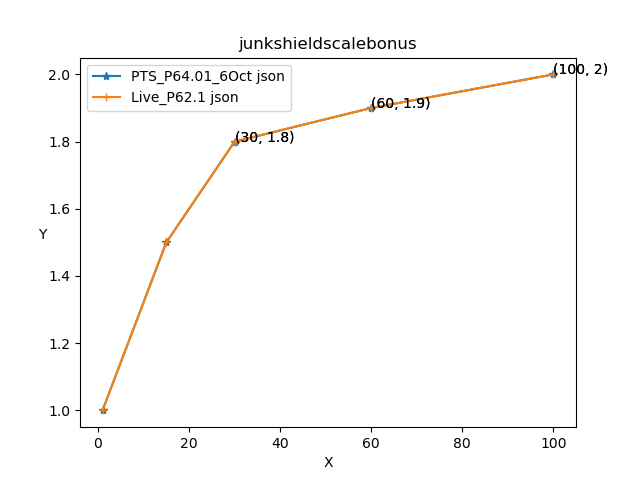 junkshieldscalebonus
PTS_P64.01_6Oct json
Live_P62.1 json
(100, 2)
(60, 1.9)
(30, 1.8)
2.0
1.8
1.6
1.4
1.2
1.0
Y
0 20 40 60 80 100
X